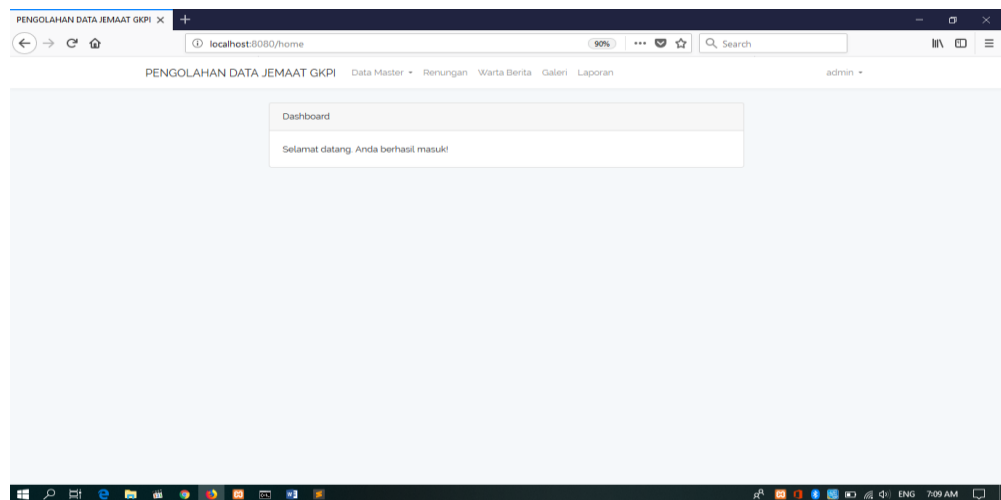 PENGOLAHAN DATA JEMAAT GKPI
localhost:8080/home 90% Search
PENGOLAHAN DATA JEMAAT GKPI Data Master Renungan Warta Berita Galeri Laporan admin
Dashboard
Selamat datang. Anda berhasil masuk!
ENG 7:09 AM